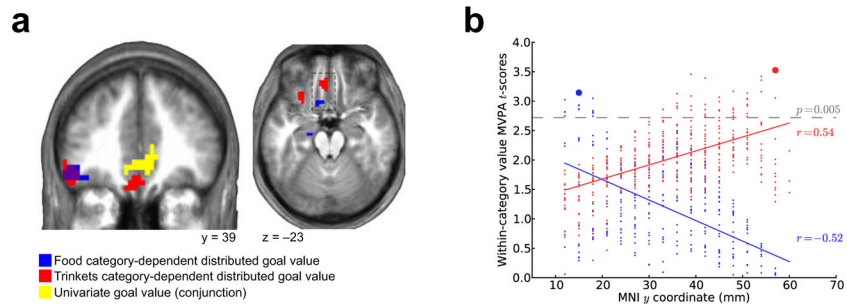 a
y = 39
z = –23
Food category-dependent distributed goal value
Trinkets category-dependent distributed goal value
Univariate goal value (conjunction)
b
Within-category value MVPA t-scores
4.0
3.5
3.0
2.5
2.0
1.5
1.0
0.5
0.0
p=0.005
r=0.54
r=−0.52
0
10
20
30
40
50
60
70
MNI y coordinate (mm)